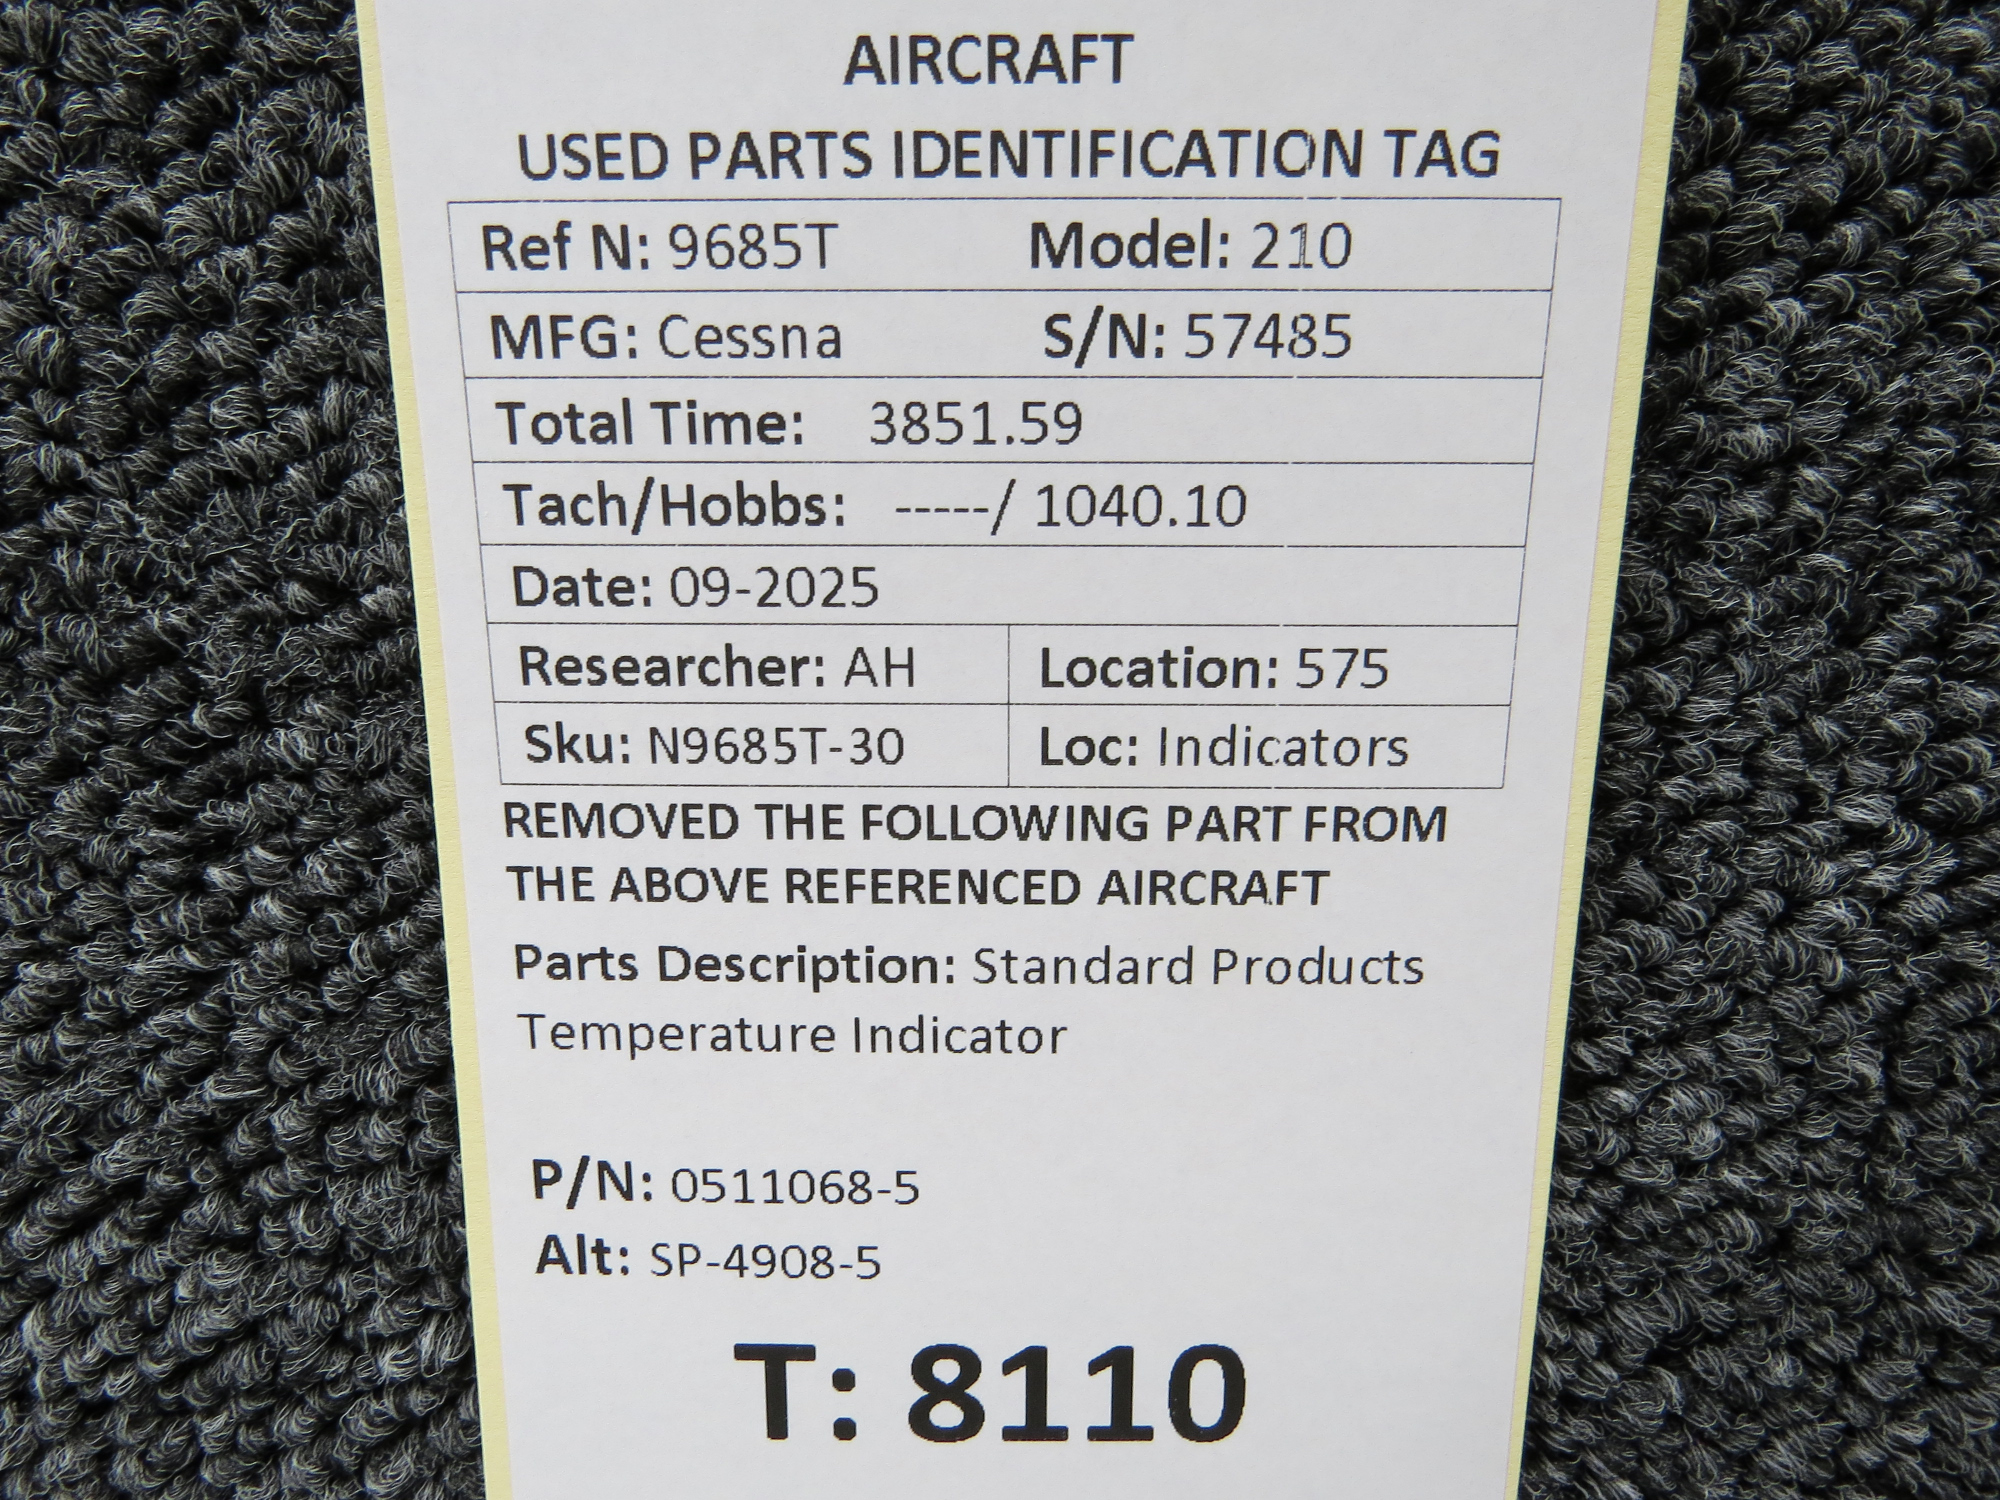 AIRCRAFT
USED PARTS IDENTIFICATION TAG
Ref N: 9685T Model: 210
MFG: Cessna S/N: 57485
Total Time: 3851.59
Tach/Hobbs: -----/ 1040.10
Date: 09-2025
Researcher: AH Location: 575
Sku: N9685T-30 Loc: Indicators
REMOVED THE FOLLOWING PART FROM
THE ABOVE REFERENCED AIRCRAFT
Parts Description: Standard Products
Temperature Indicator
P/N: 0511068-5
Alt: SP-4908-5
T: 8110